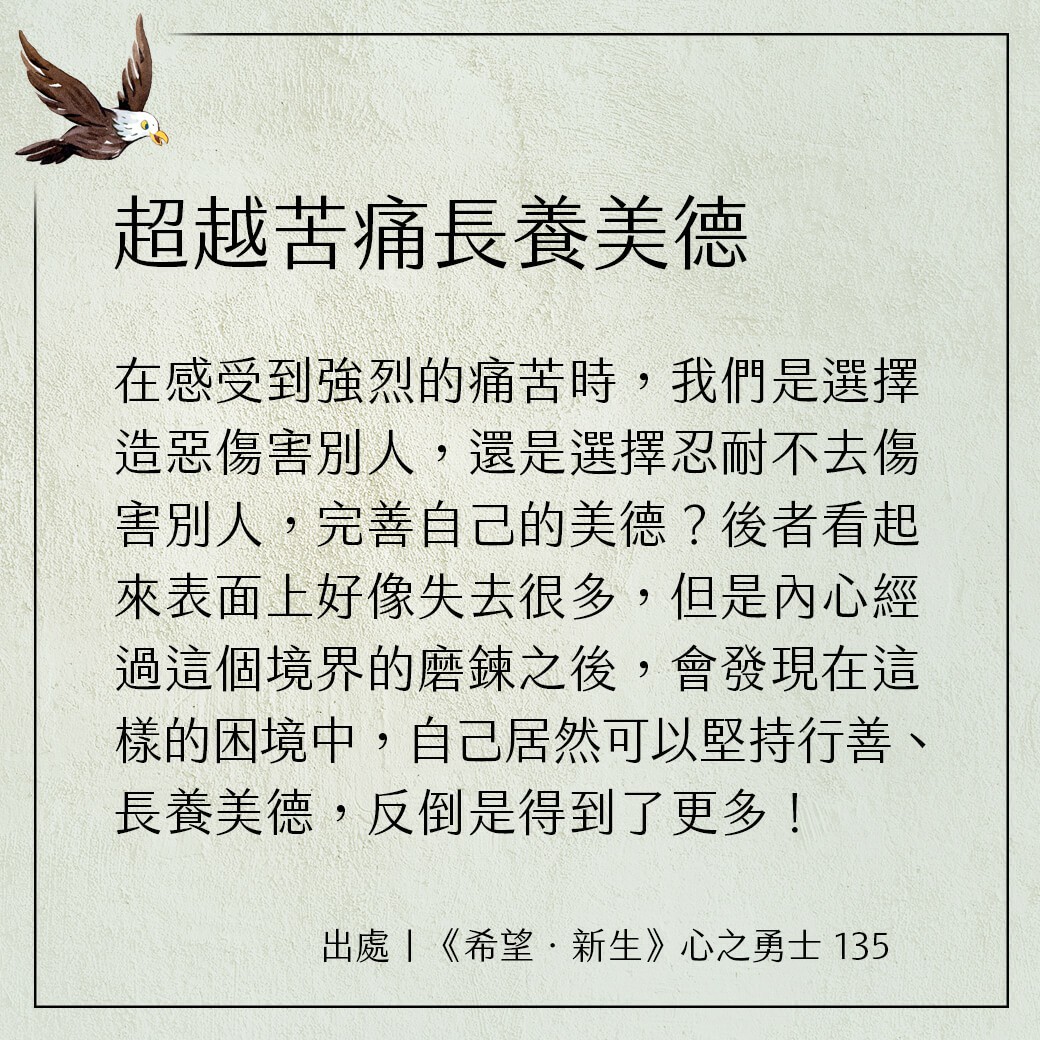 超越苦痛長養美德
在感受到強烈的痛苦時，我們是選擇
造惡傷害別人，還是選擇忍耐不去傷
害別人，完善自己的美德？後者看起
來表面上好像失去很多，但是內心經
過這個境界的磨鍊之後，會發現在這
樣的困境中，自己居然可以堅持行善、
長養美德，反倒是得到了更多！
出處｜《希望．新生》心之勇士 135